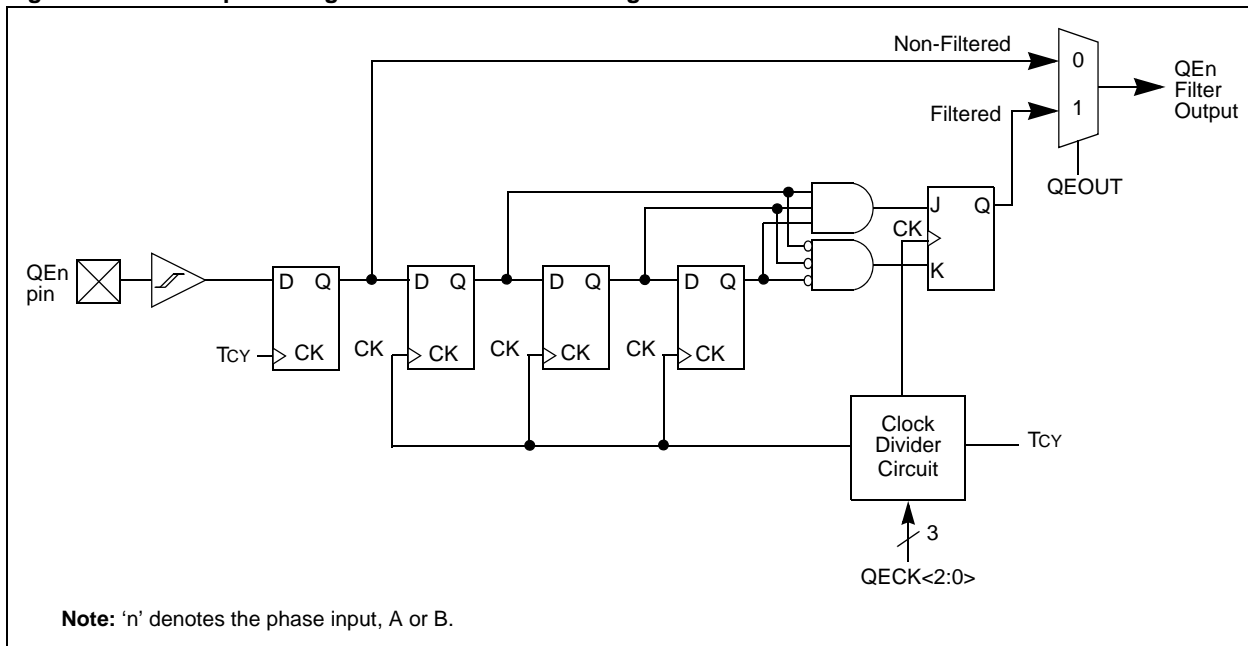 Non-Filtered
0
QEn
Filter
Output
Filtered
1
QEOUT
J Q
CK
K
QEn
pin
D Q
D Q
D Q
D Q
TCY
CK
CK
CK
CK
CK
CK
CK
Clock
Divider
Circuit
TCY
3
QECK<2:0>
Note: 'n' denotes the phase input, A or B.